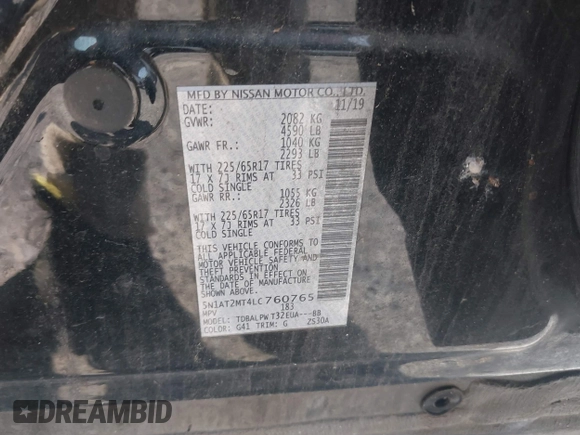 MFD BY NISSAN MOTOR CO., LTD.
DATE: 11/19
GVWR: 2082 KG
4590 LB
GAWR FR.: 1040 KG
2293 LB
WITH 225/65R17 TIRES
17 X 7J RIMS AT 33 PSI
COLD SINGLE
GAWR RR.: 1055 KG
2326 LB
WITH 225/65R17 TIRES
17 X 7J RIMS AT 33 PSI
COLD SINGLE
THIS VEHICLE CONFORMS TO
ALL APPLICABLE FEDERAL
MOTOR VEHICLE SAFETY AND
THEFT PREVENTION
STANDARDS IN EFFECT ON
THE DATE OF MANUFACTURE
SHOWN ABOVE.
5N1AT2MT4LC760765
MPV 183
MODEL: TDBALPWT32EUA---BB
COLOR: G41 TRIM: G ZS30A
DREAMBID